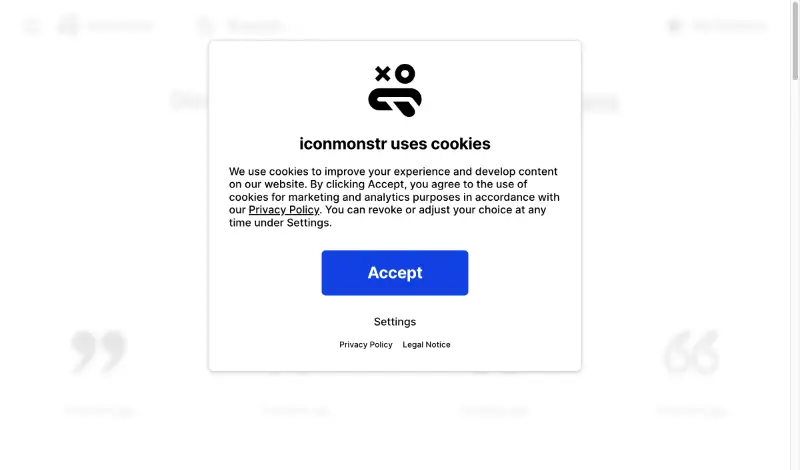 iconmonstr uses cookies
We use cookies to improve your experience and develop content
on our website. By clicking Accept, you agree to the use of
cookies for marketing and analytics purposes in accordance with
our Privacy Policy. You can revoke or adjust your choice at any
time under Settings.
Accept
Settings
Privacy Policy Legal Notice